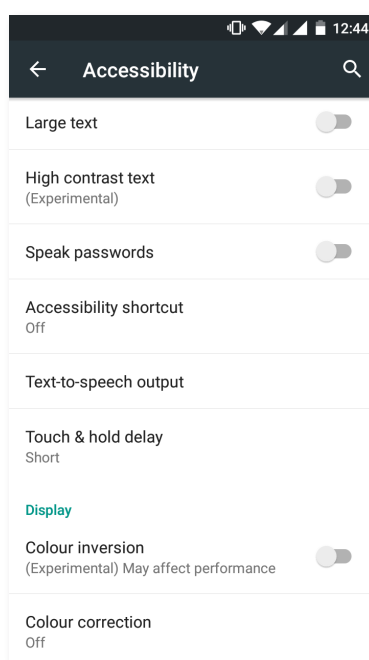 12:44
Accessibility
Large text
High contrast text
(Experimental)
Speak passwords
Accessibility shortcut
Off
Text-to-speech output
Touch & hold delay
Short
Display
Colour inversion
(Experimental) May affect performance
Colour correction
Off